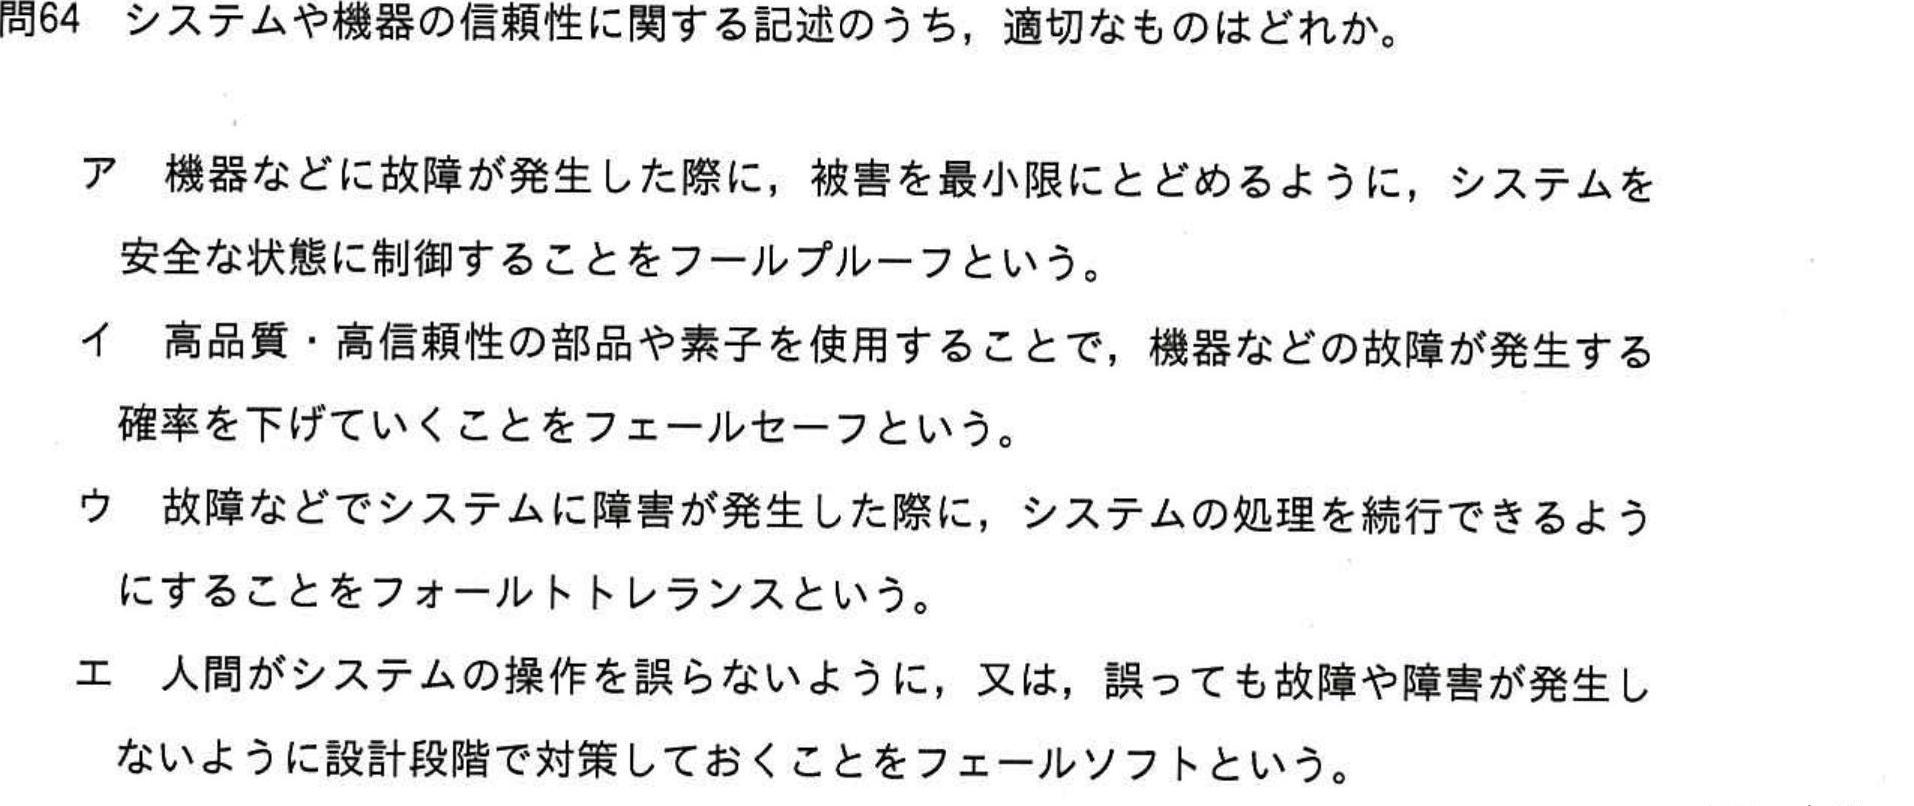 問64　システムや機器の信頼性に関する記述のうち，適切なものはどれか。
ア　機器などに故障が発生した際に，被害を最小限にとどめるように，システムを
安全な状態に制御することをフールプルーフという。
イ　高品質・高信頼性の部品や素子を使用することで，機器などの故障が発生する
確率を下げていくことをフェールセーフという。
ウ　故障などでシステムに障害が発生した際に，システムの処理を続行できるよう
にすることをフォールトトレランスという。
エ　人間がシステムの操作を誤らないように，又は，誤っても故障や障害が発生し
ないように設計段階で対策しておくことをフェールソフトという。